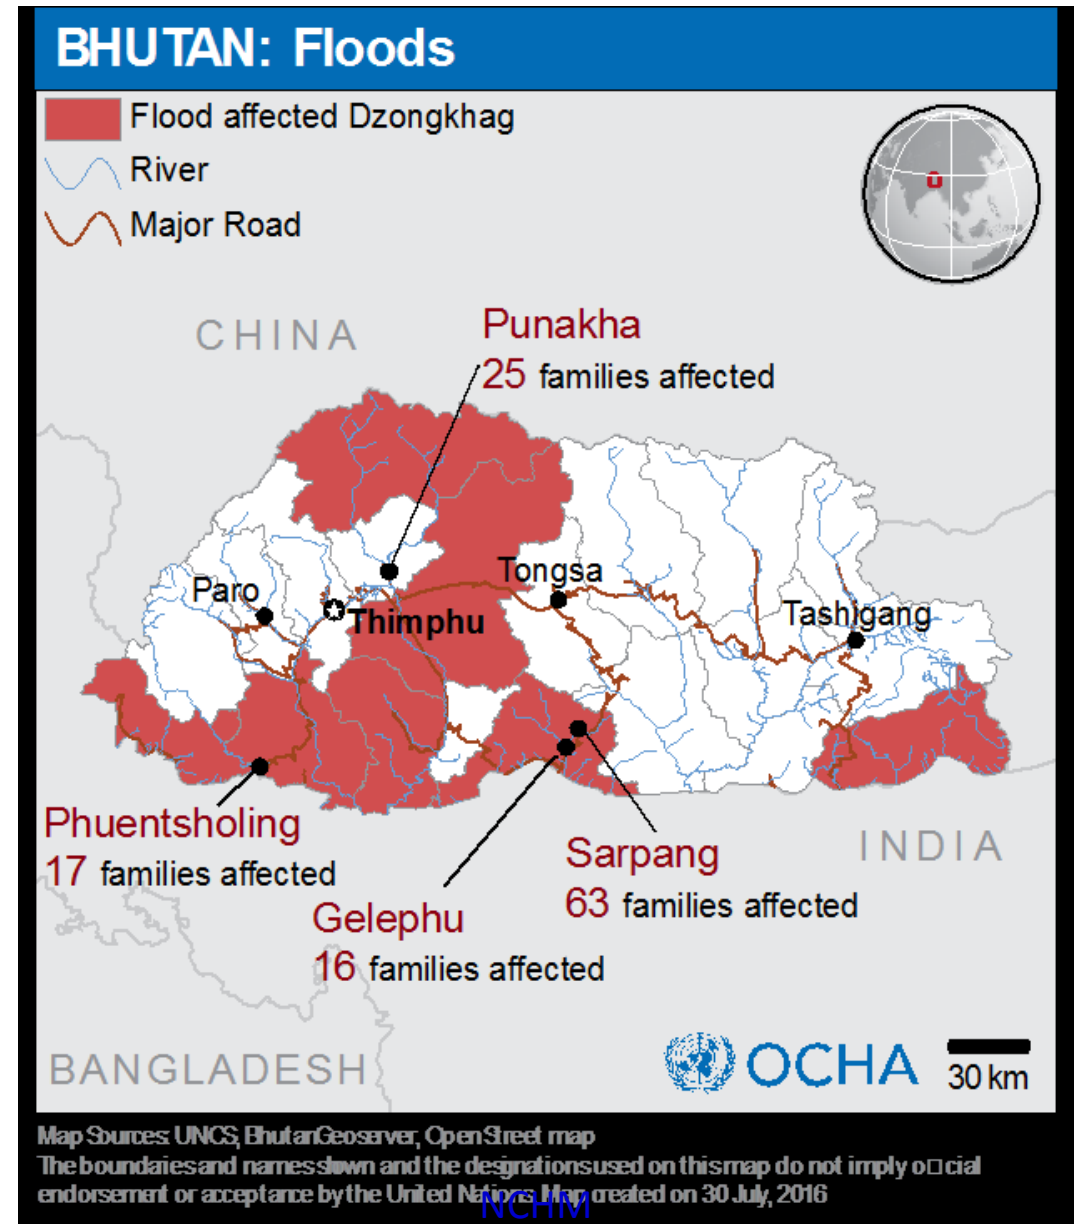 BHUTAN: Floods
Flood affected Dzongkhag
River
Major Road
CHINA
Punakha
25 families affected
Tongsa
Paro
Thimphu
Tashigang
Phuentsholing
17 families affected
Sarpang
63 families affected
INDIA
Gelephu
16 families affected
BANGLADESH
OCHA
30 km
Map Sources: UNCS, BhutanGeoserver, OpenStreet map
The boundaries and names shown and the designations used on this map do not imply o□cial
endorsement or acceptance by the United Nations. Map created on 30 July, 2016
NCHM